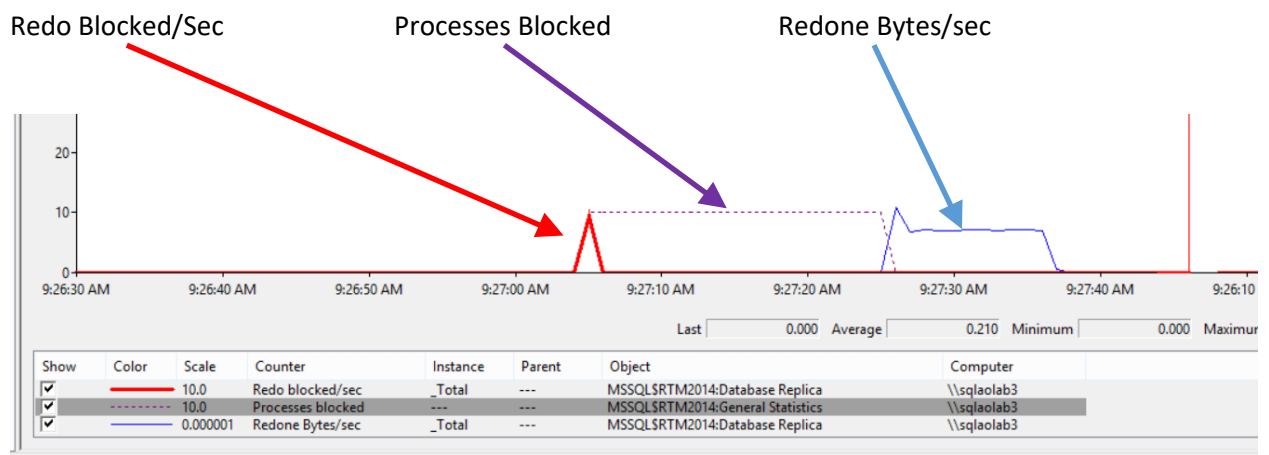 Redo Blocked/Sec Processes Blocked Redone Bytes/sec
20
10
0
9:26:30 AM 9:26:40 AM 9:26:50 AM 9:27:00 AM 9:27:10 AM 9:27:20 AM 9:27:30 AM 9:27:40 AM 9:26:10
Last 0.000 Average 0.210 Minimum 0.000 Maximur
Show Color Scale Counter Instance Parent Object Computer
10.0 Redo blocked/sec _Total --- MSSQL$RTM2014:Database Replica \\sqlaolab3
10.0 Processes blocked --- --- MSSQL$RTM2014:General Statistics \\sqlaolab3
0.000001 Redone Bytes/sec _Total --- MSSQL$RTM2014:Database Replica \\sqlaolab3